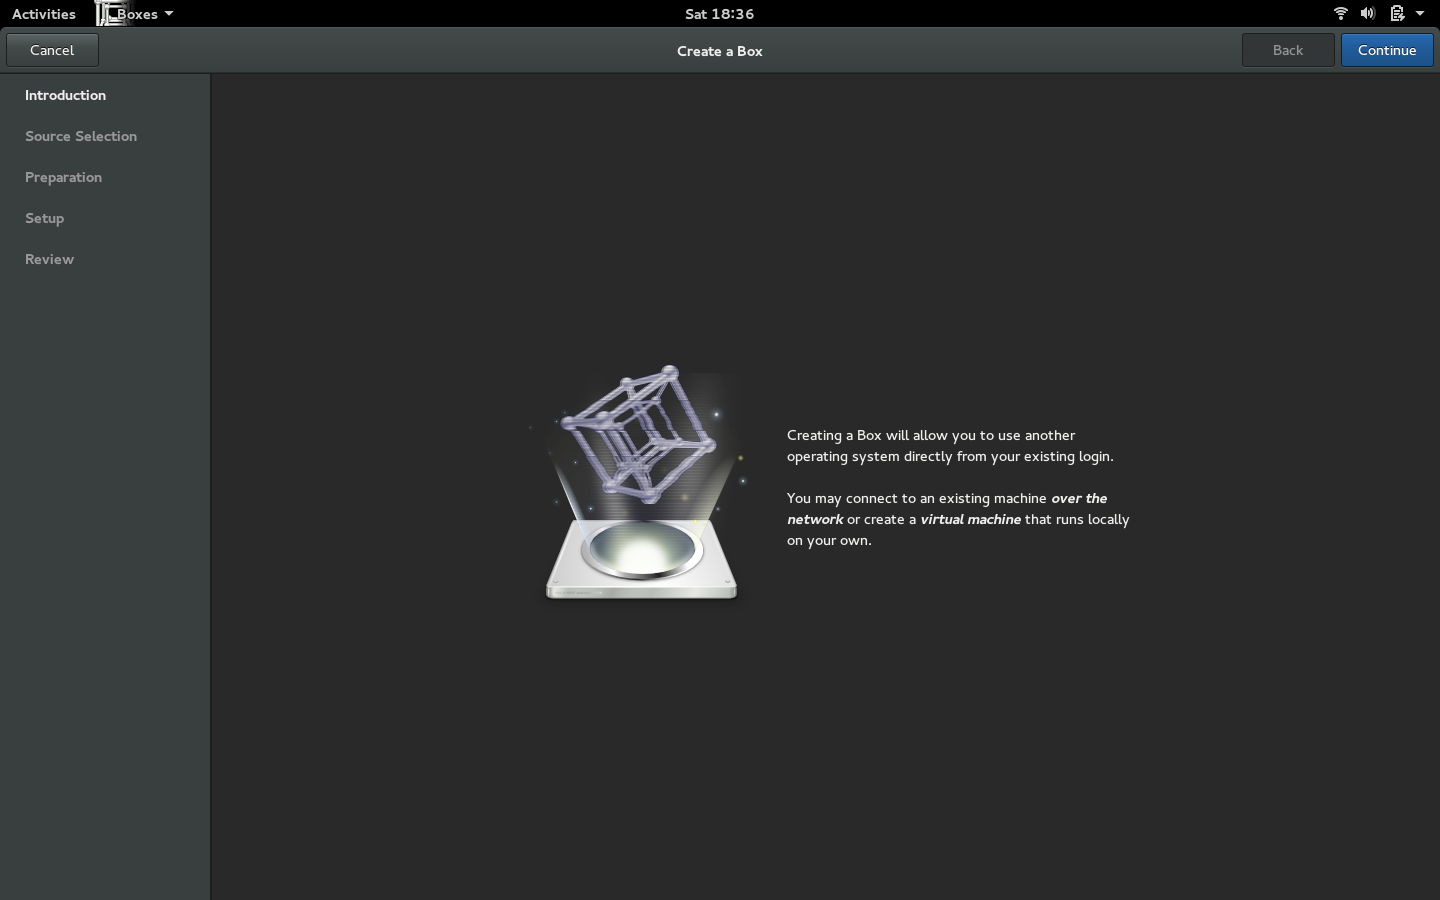 Activities Boxes Sat 18:36
Cancel Create a Box Back Continue
Introduction
Source Selection
Preparation
Setup
Review
Creating a Box will allow you to use another
operating system directly from your existing login.
You may connect to an existing machine over the
network or create a virtual machine that runs locally
on your own.